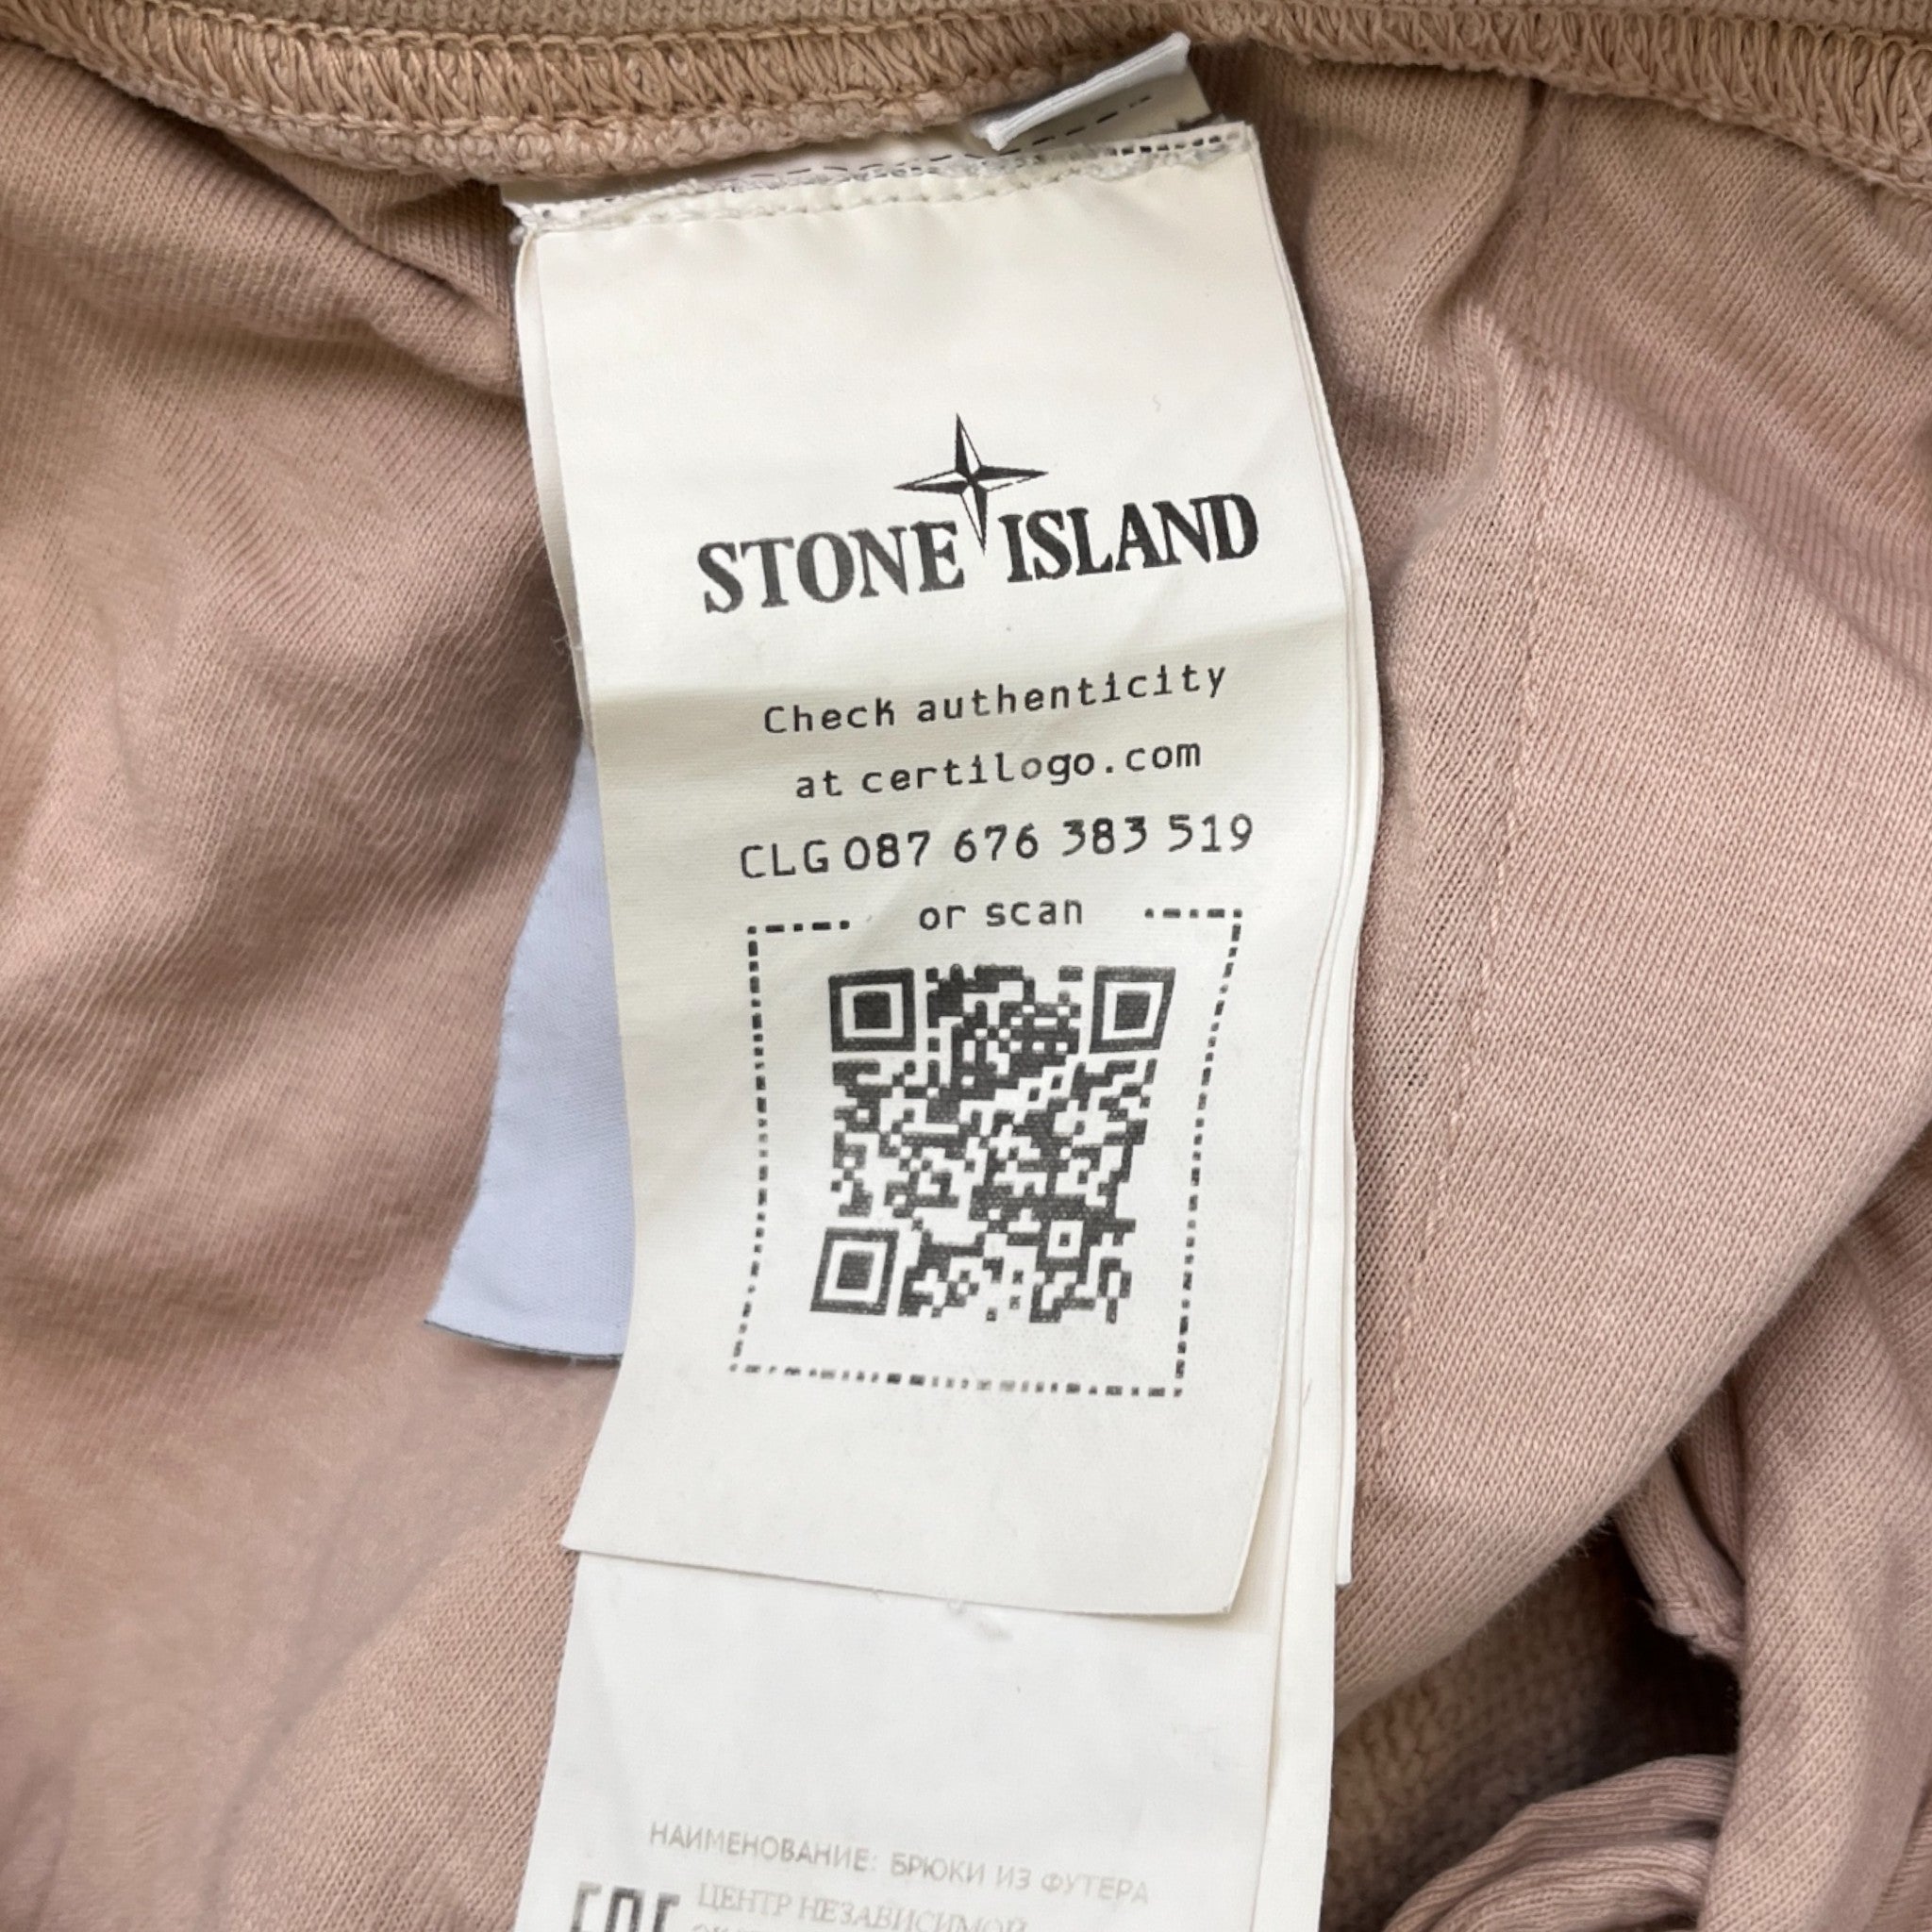 STONE ISLAND
Check authenticity
at certilogo.com
CLG 087 676 383 519
or scan
НАИМЕНОВАНИЕ: БРЮКИ ИЗ ФУТЕРА
ЦЕНТР НЕЗАВИСИМОЙ